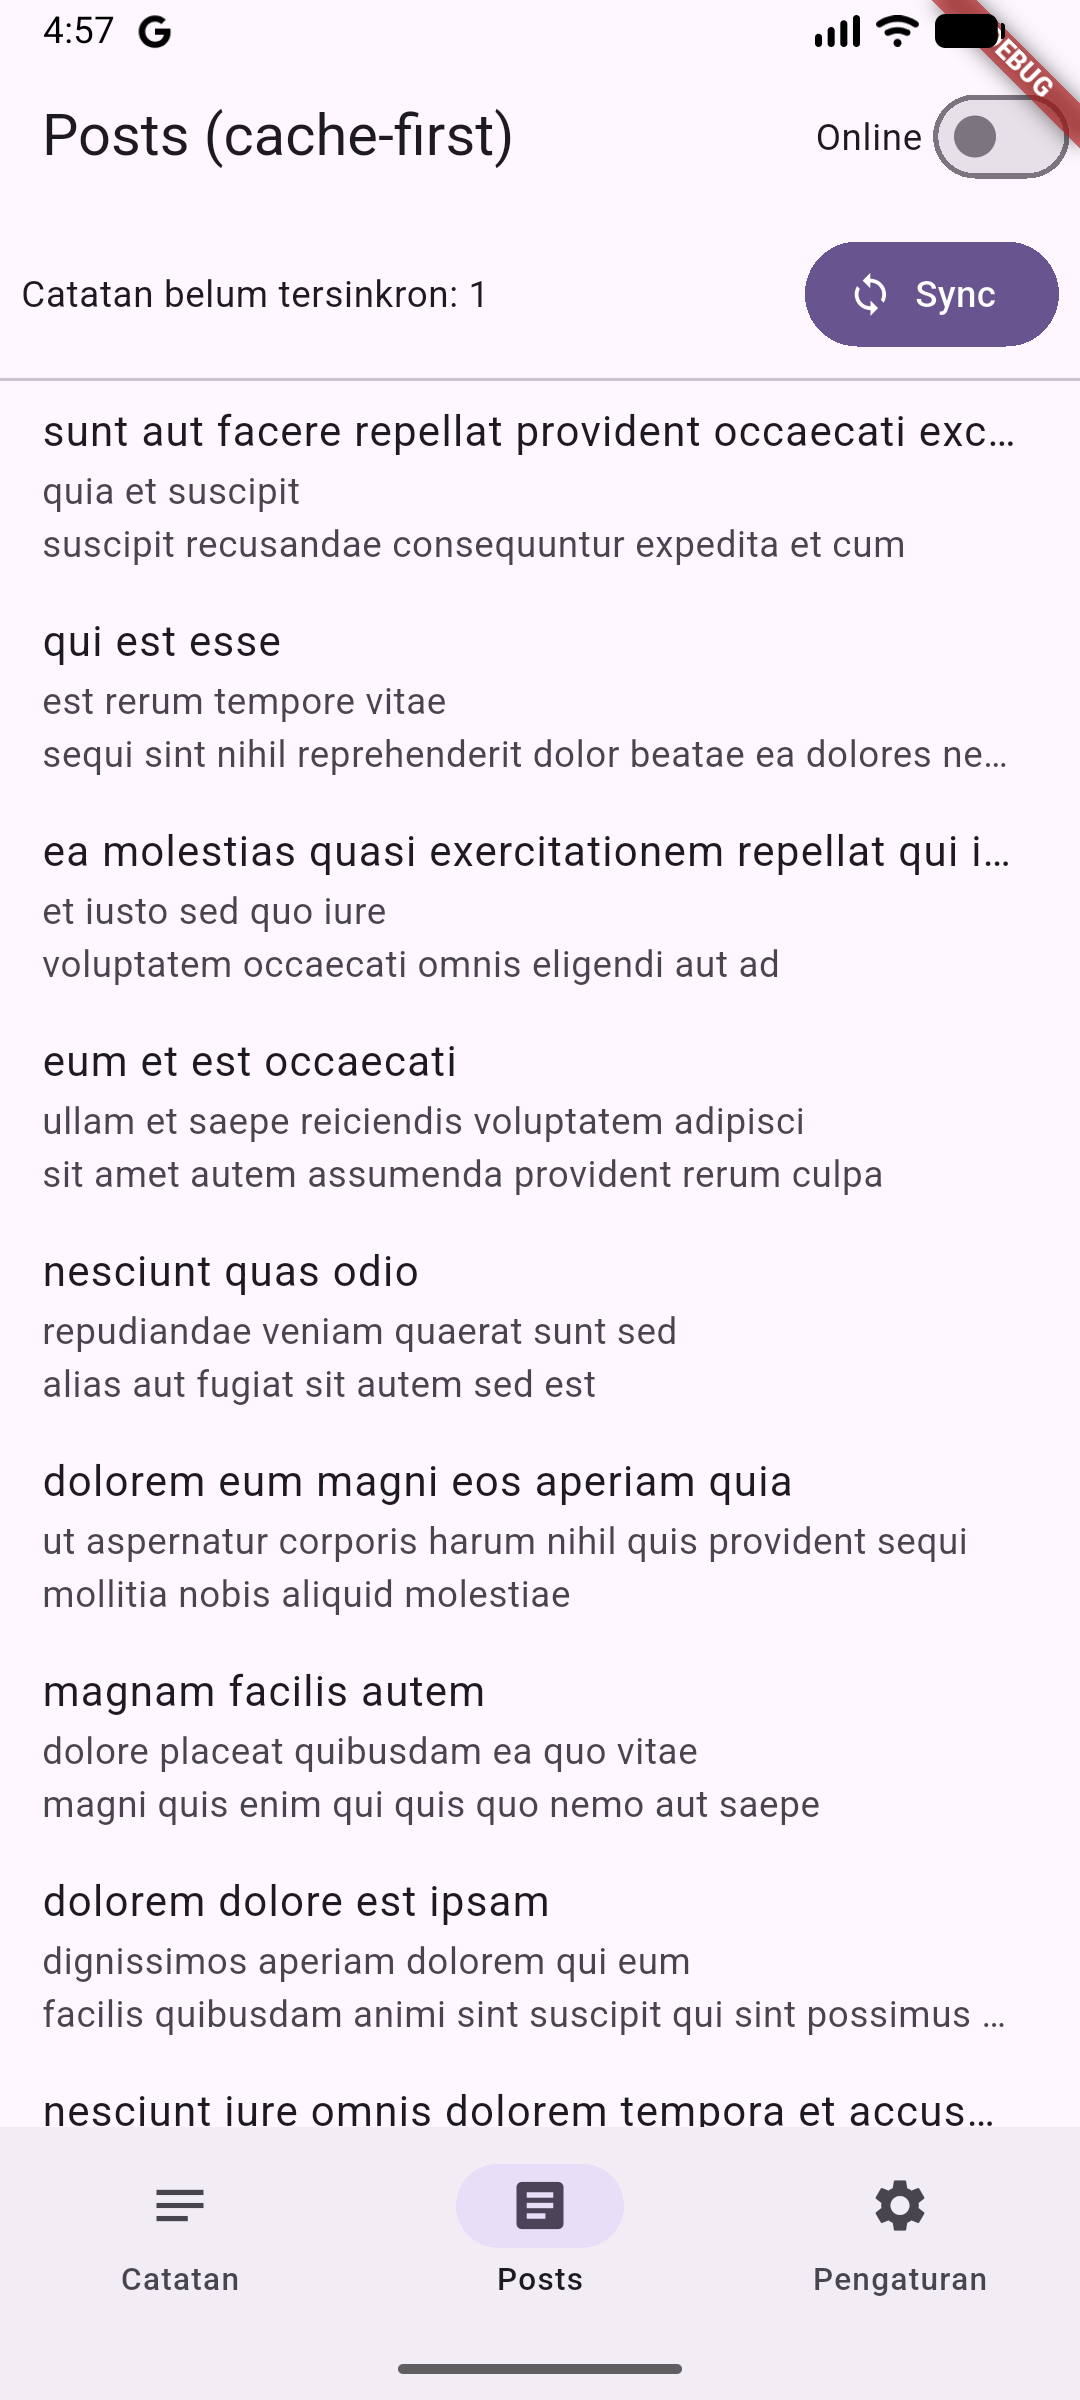 4:57
EBUG
Posts (cache-first)
Online
Catatan belum tersinkron: 1
Sync
sunt aut facere repellat provident occaecati exc...
quia et suscipit
suscipit recusandae consequuntur expedita et cum
qui est esse
est rerum tempore vitae
sequi sint nihil reprehenderit dolor beatae ea dolores ne...
ea molestias quasi exercitationem repellat qui i...
et iusto sed quo iure
voluptatem occaecati omnis eligendi aut ad
eum et est occaecati
ullam et saepe reiciendis voluptatem adipisci
sit amet autem assumenda provident rerum culpa
nesciunt quas odio
repudiandae veniam quaerat sunt sed
alias aut fugiat sit autem sed est
dolorem eum magni eos aperiam quia
ut aspernatur corporis harum nihil quis provident sequi
mollitia nobis aliquid molestiae
magnam facilis autem
dolore placeat quibusdam ea quo vitae
magni quis enim qui quis quo nemo aut saepe
dolorem dolore est ipsam
dignissimos aperiam dolorem qui eum
facilis quibusdam animi sint suscipit qui sint possimus ...
nesciunt iure omnis dolorem tempora et accus...
Catatan
Posts
Pengaturan